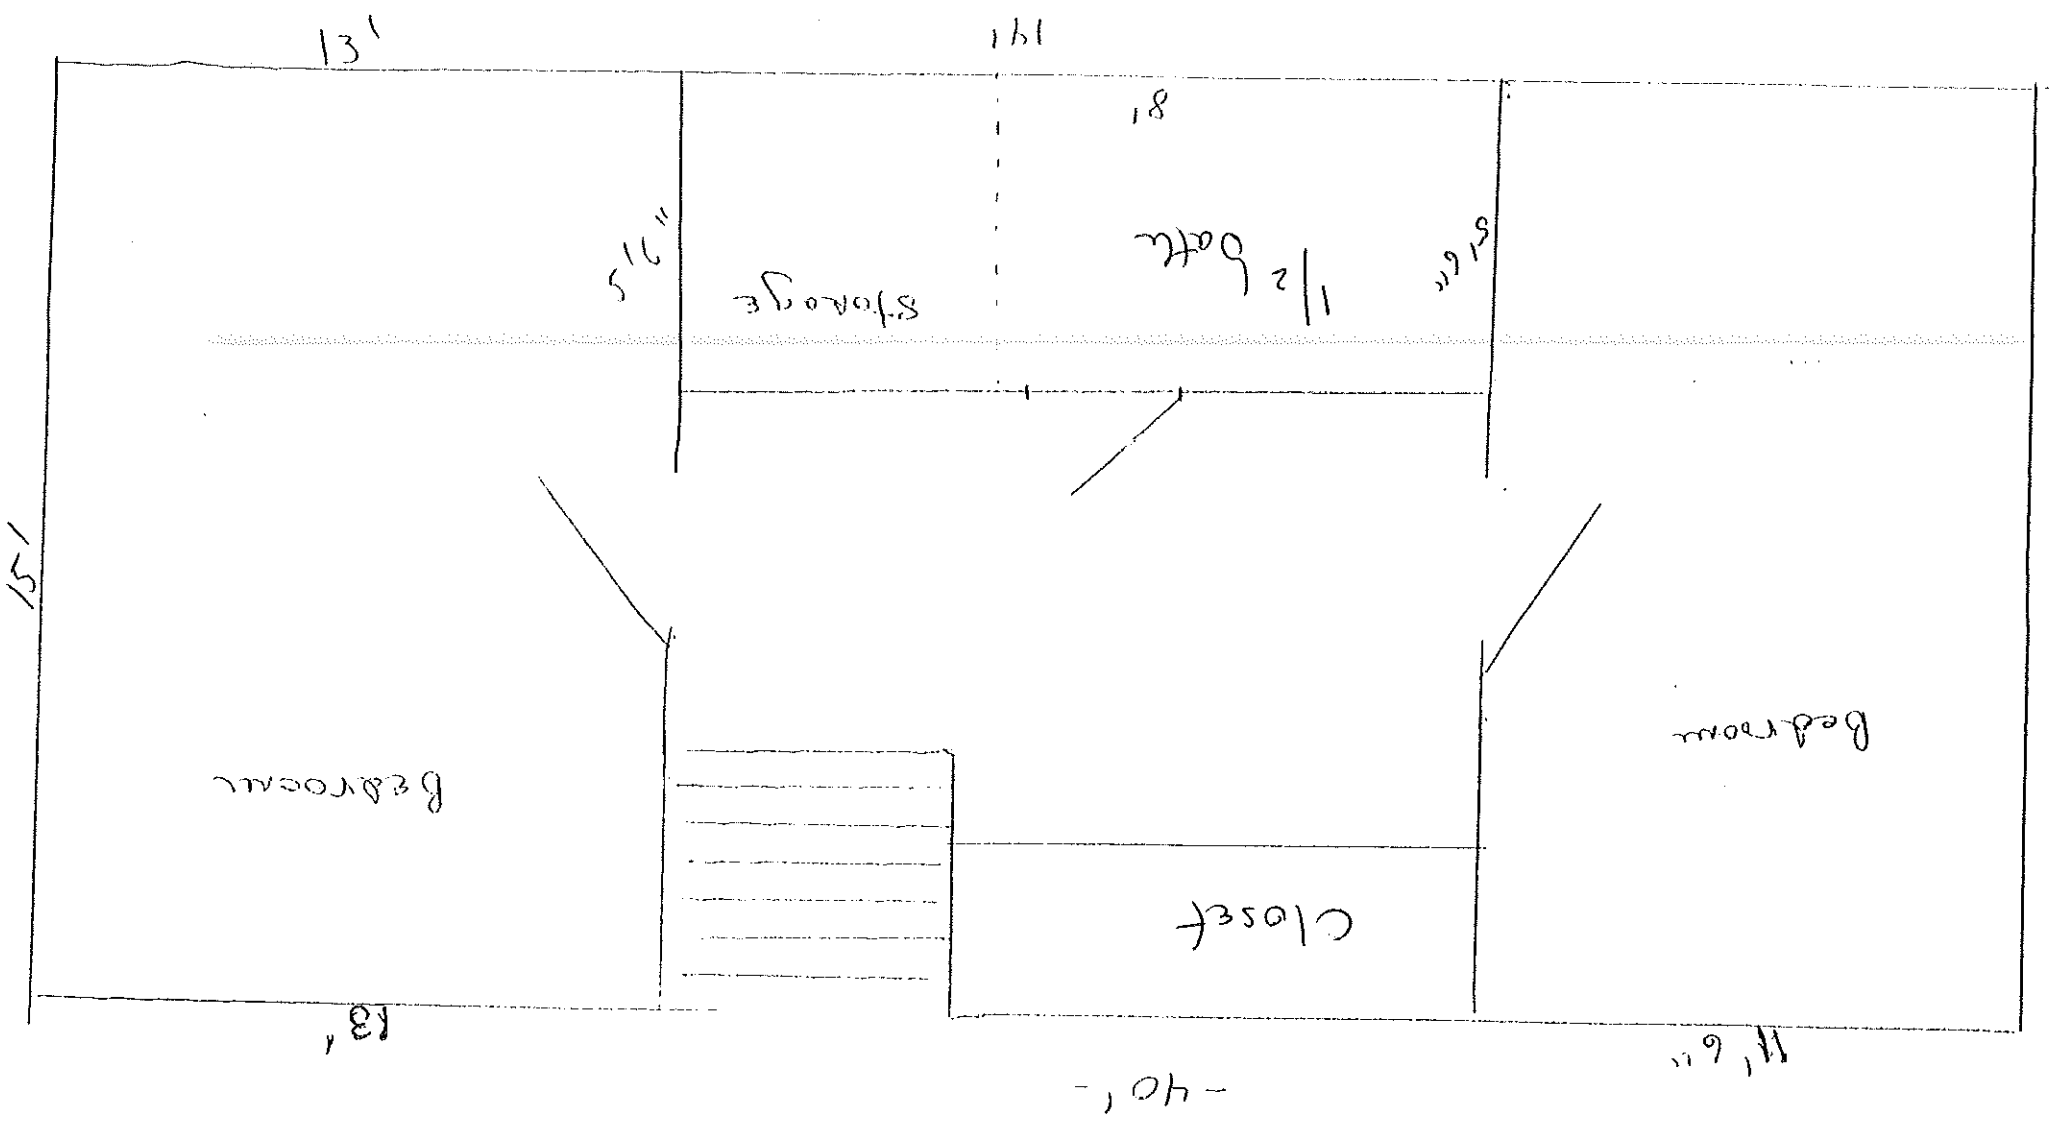 13'
14'
8'
5'6"
Storage
1/2 bath
5'6"
15'
Bedroom
Bedroom
Closet
13'
11'6"
-40'-